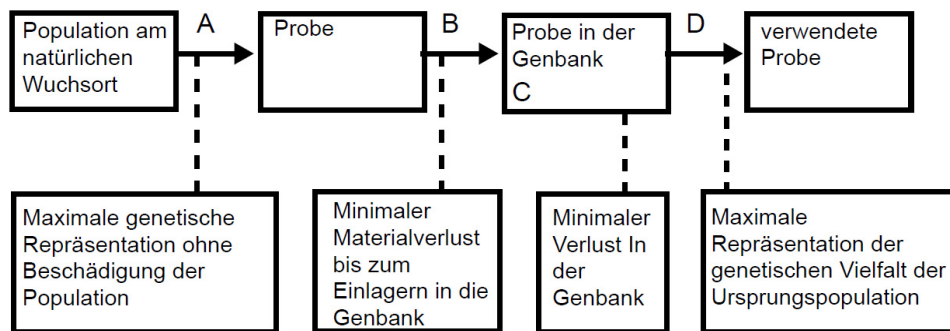 Population am
natürlichen
Wuchsort
A
Probe
B
Probe in der
Genbank
C
D
verwendete
Probe
Maximale genetische
Repräsentation ohne
Beschädigung der
Population
Minimaler
Materialverlust
bis zum
Einlagern in die
Genbank
Minimaler
Verlust In
der
Genbank
Maximale
Repräsentation der
genetischen Vielfalt der
Ursprungspopulation